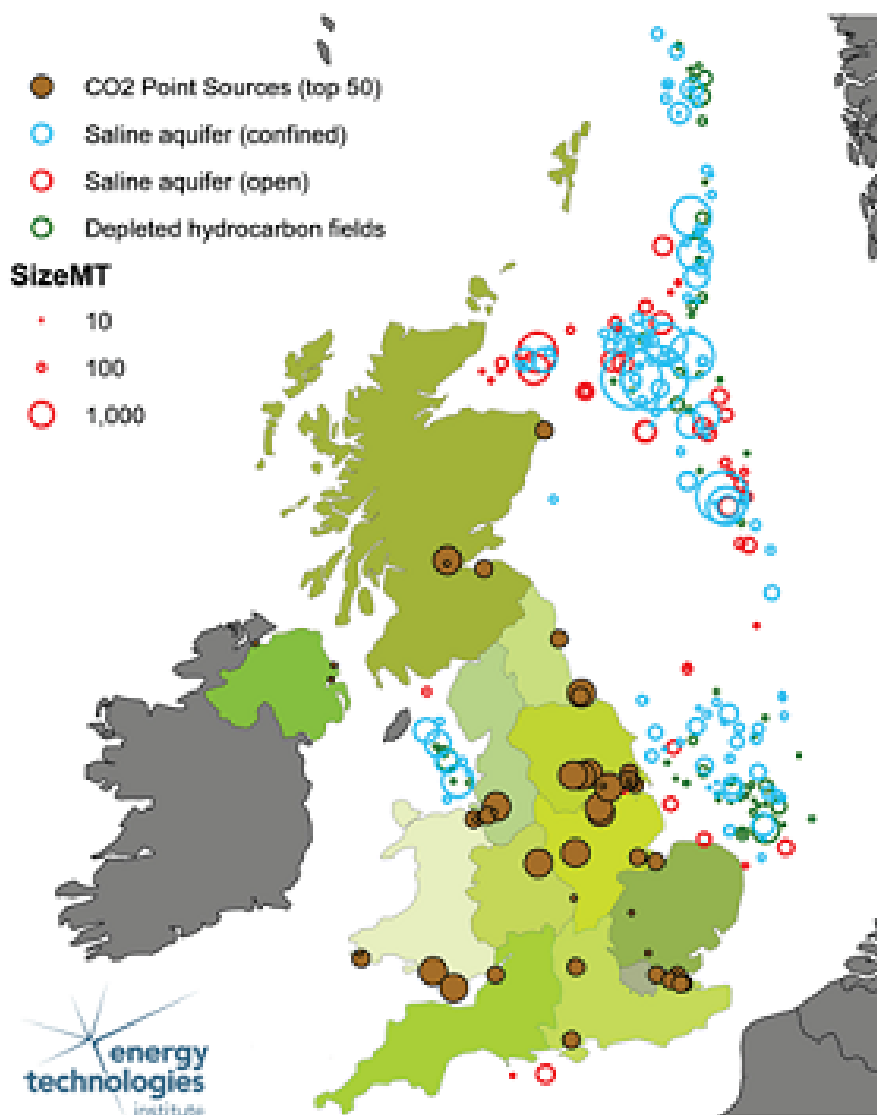 CO2 Point Sources (top 50)
Saline aquifer (confined)
Saline aquifer (open)
Depleted hydrocarbon fields
SizeMT
10
100
1,000
energy
technologies
institute